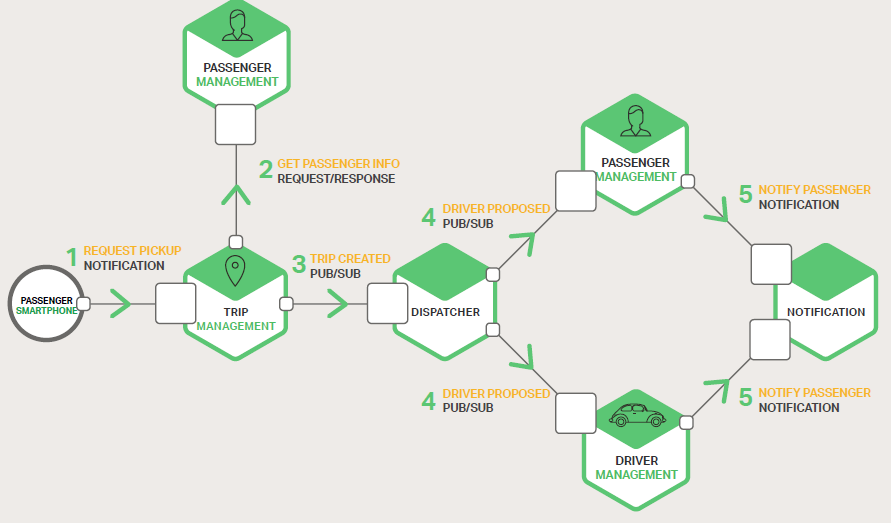 PASSENGER
MANAGEMENT
2 GET PASSENGER INFO
REQUEST/RESPONSE
1 REQUEST PICKUP
NOTIFICATION
PASSENGER
SMARTPHONE
TRIP
MANAGEMENT
3 TRIP CREATED
PUB/SUB
DISPATCHER
4 DRIVER PROPOSED
PUB/SUB
PASSENGER
MANAGEMENT
5 NOTIFY PASSENGER
NOTIFICATION
NOTIFICATION
4 DRIVER PROPOSED
PUB/SUB
DRIVER
MANAGEMENT
5 NOTIFY PASSENGER
NOTIFICATION